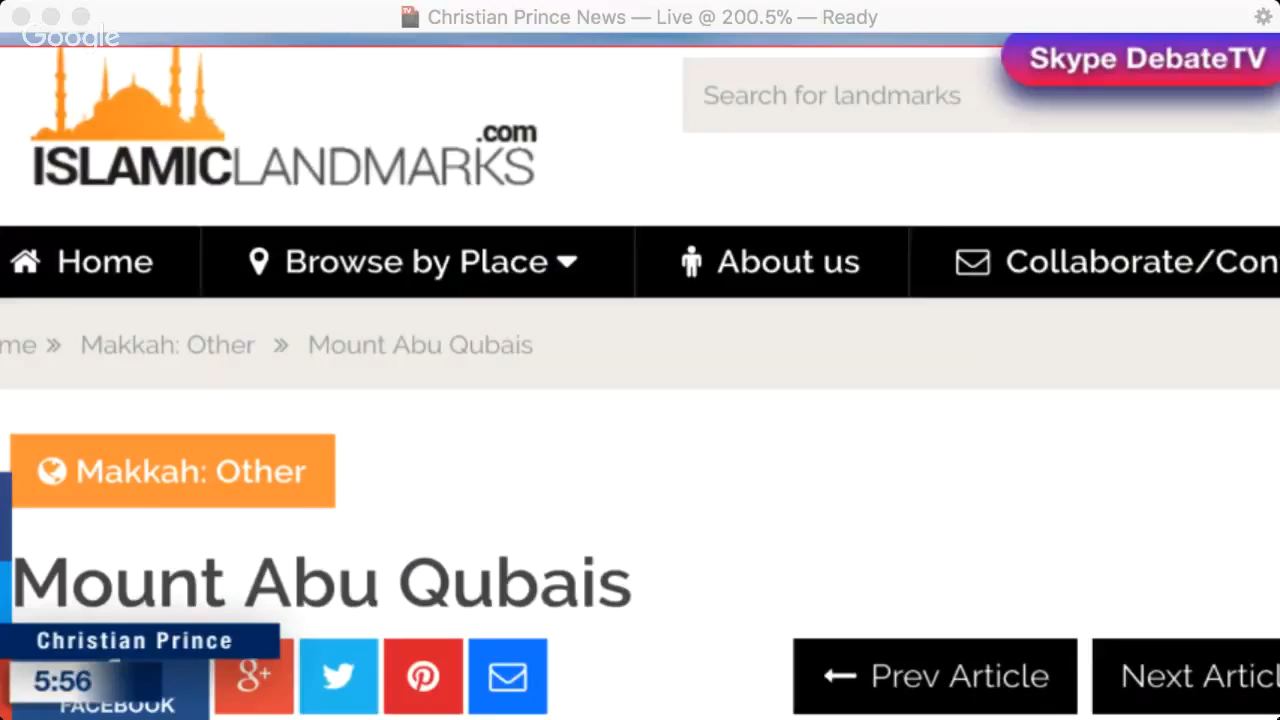 Christian Prince News — Live @ 200.5% — Ready
Google
Skype DebateTV
Search for landmarks
.com
ISLAMICLANDMARKS
Home
Browse by Place
About us
Collaborate/Con
me » Makkah: Other » Mount Abu Qubais
Makkah: Other
Mount Abu Qubais
Christian Prince
g+
Prev Article
Next Articl
5:56
FACEBOOK